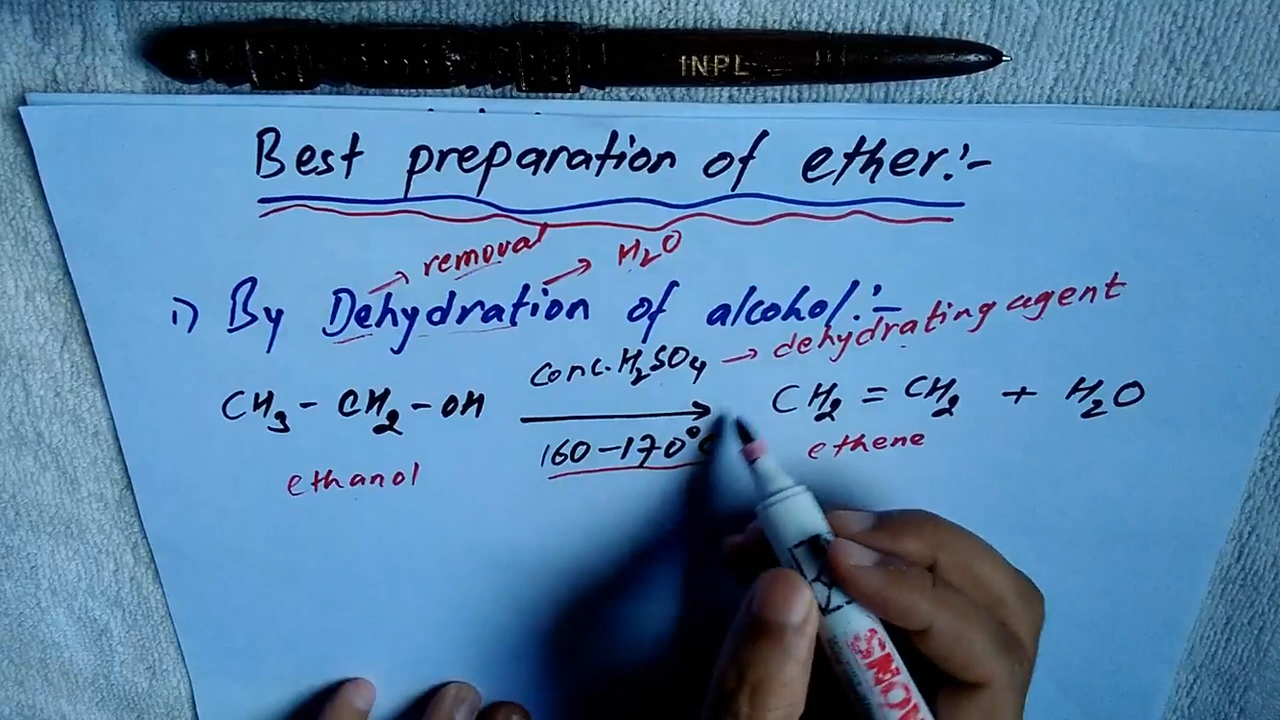 INPL
Best preparation of ether:-
removal H₂O
i) By Dehydration of alcohol:-
conc. H₂SO₄ → dehydrating agent
CH₃ - CH₂ - OH → CH₂ = CH₂ + H₂O
160-170°
ethanol ethene
SNOW